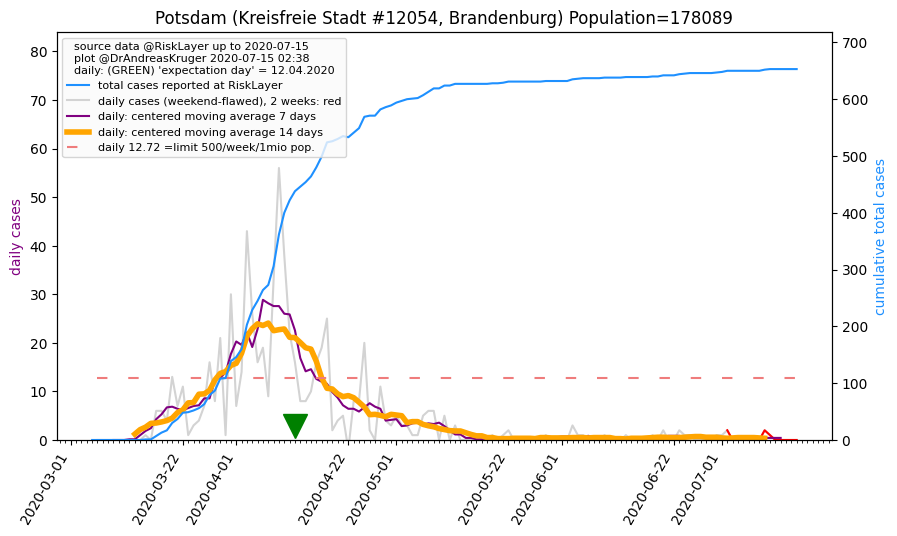 Potsdam (Kreisfreie Stadt #12054, Brandenburg) Population=178089
source data @RiskLayer up to 2020-07-15
plot @DrAndreasKruger 2020-07-15 02:38
daily: (GREEN) 'expectation day' = 12.04.2020
total cases reported at RiskLayer
daily cases (weekend-flawed), 2 weeks: red
daily: centered moving average 7 days
daily: centered moving average 14 days
daily 12.72 =limit 500/week/1mio pop.
daily cases
80
70
60
50
40
30
20
10
0
cumulative total cases
700
600
500
400
300
200
100
0
2020-03-01
2020-03-22
2020-04-01
2020-04-22
2020-05-01
2020-05-22
2020-06-01
2020-06-22
2020-07-01